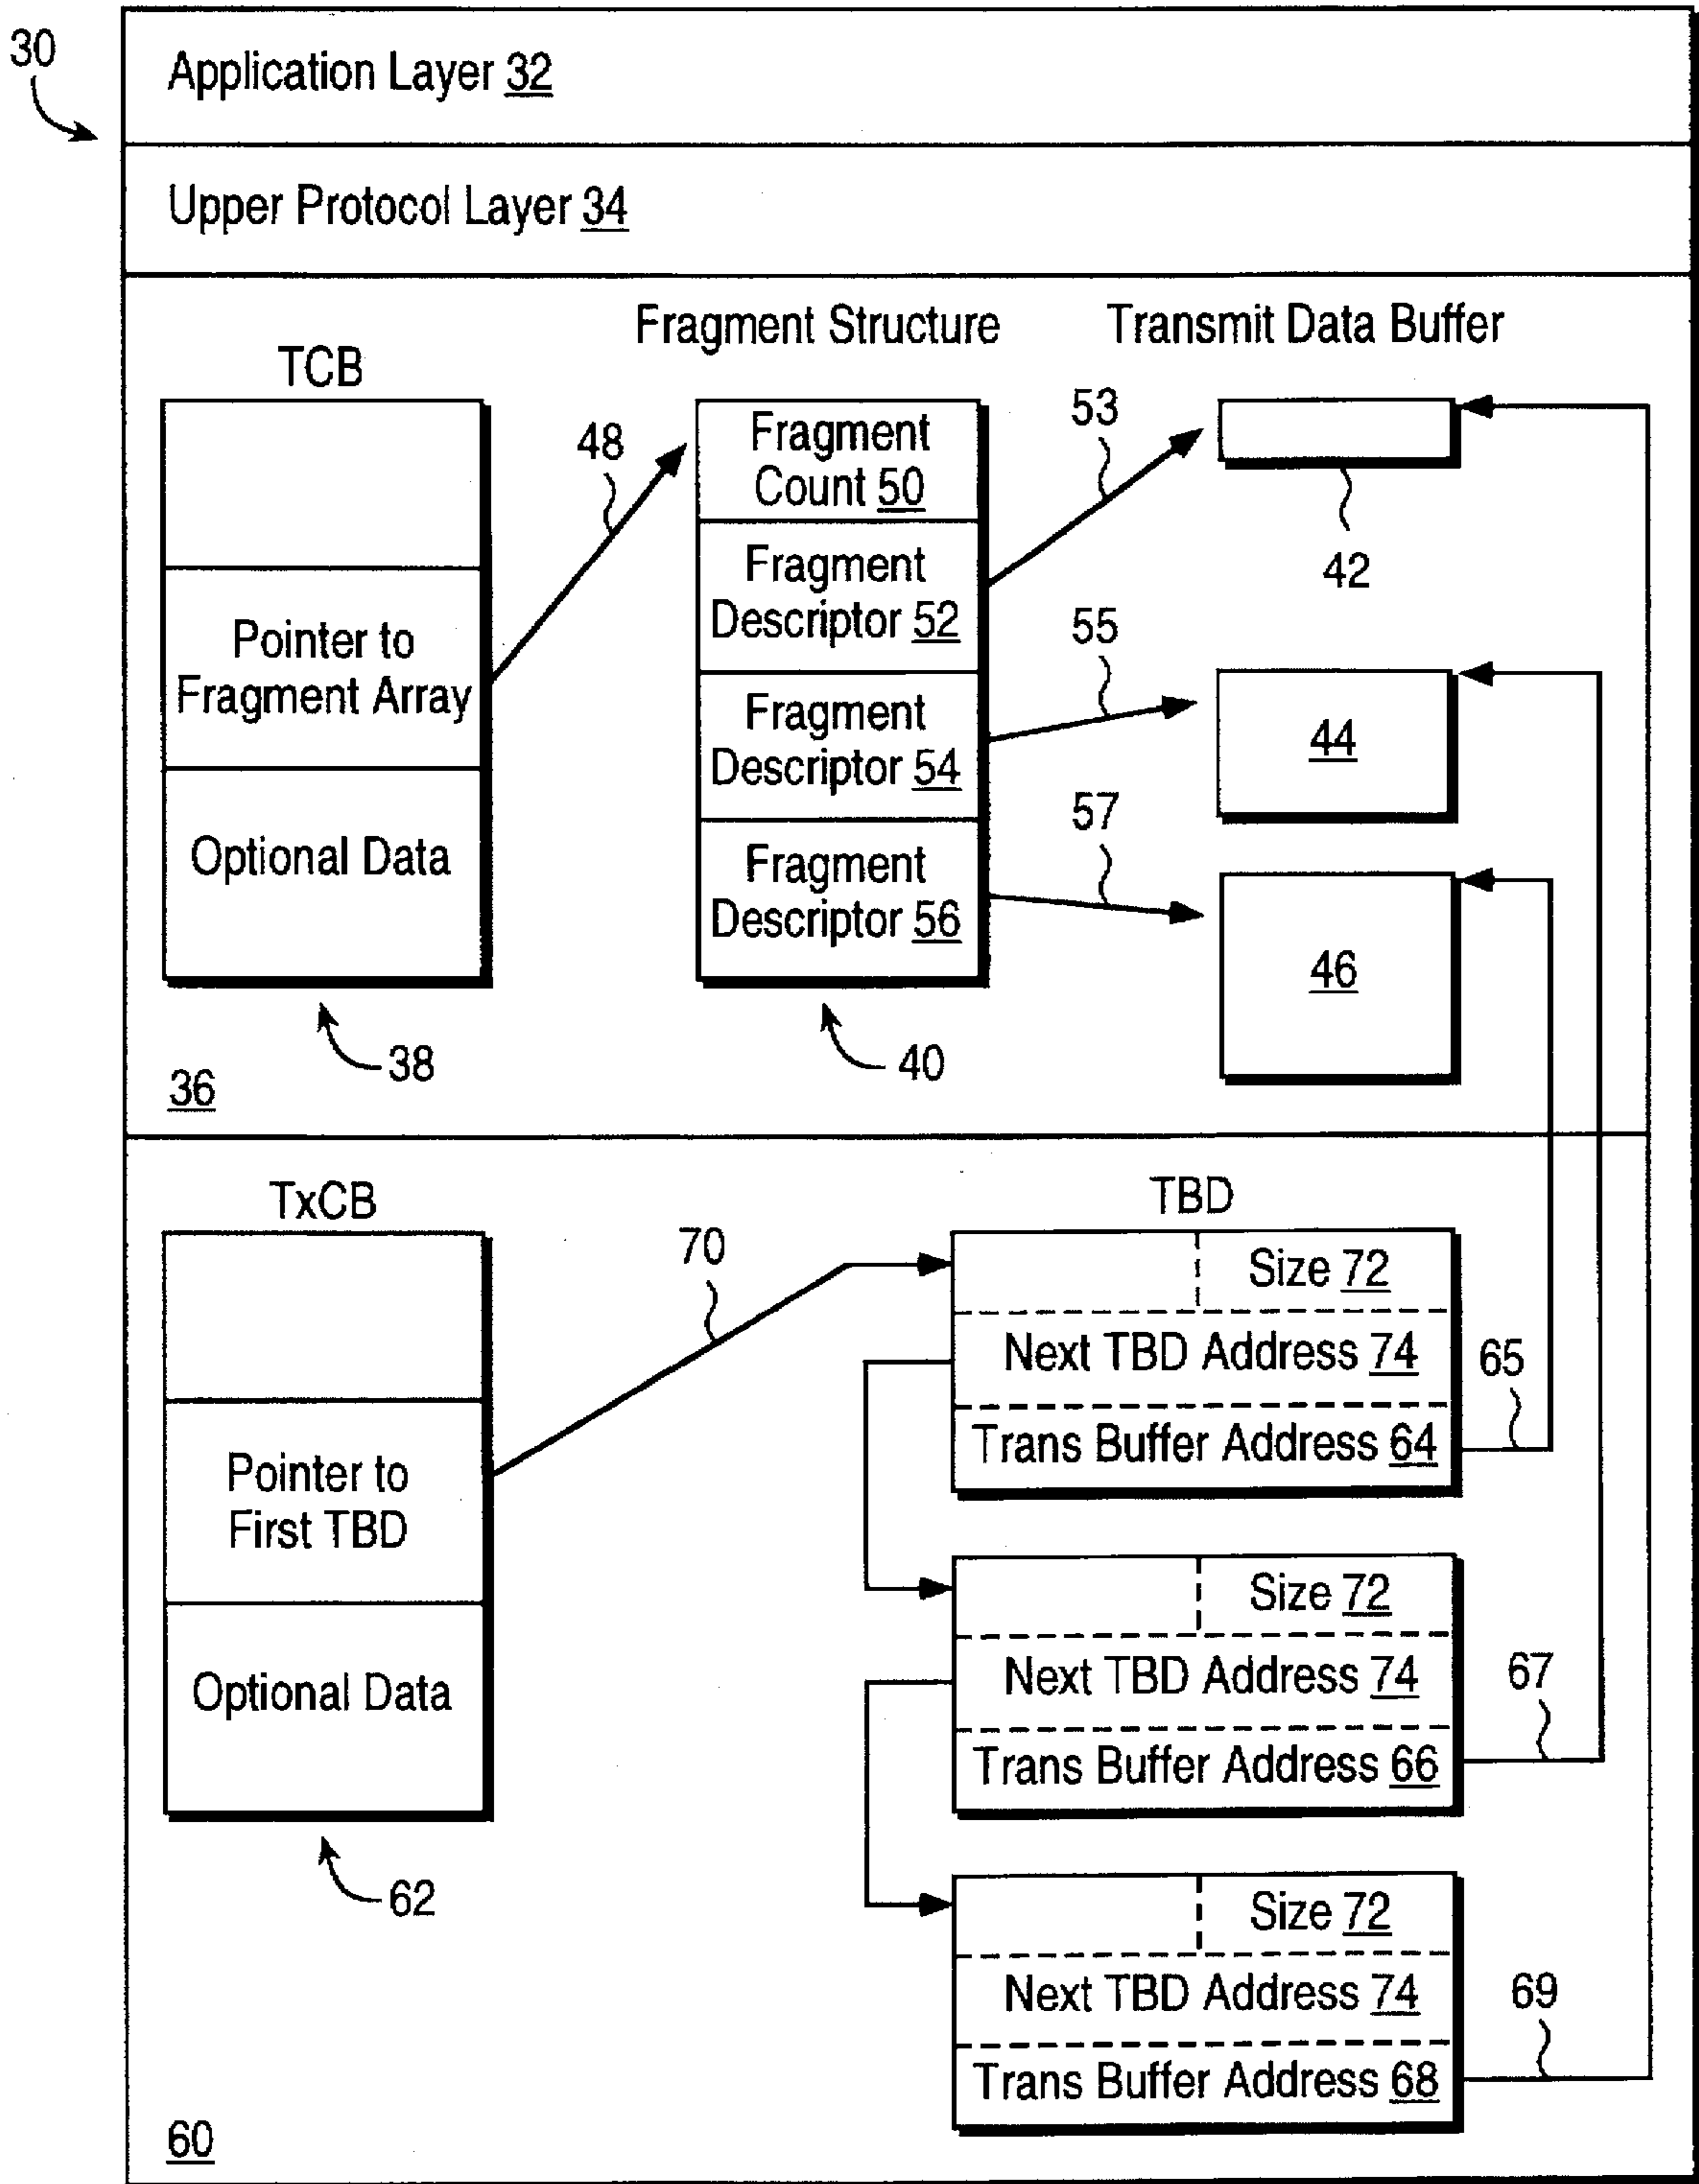 30
Application Layer 32
Upper Protocol Layer 34
Fragment Structure
Transmit Data Buffer
TCB
Pointer to
Fragment Array
Optional Data
38
36
48
Fragment
Count 50
Fragment
Descriptor 52
Fragment
Descriptor 54
Fragment
Descriptor 56
40
53
42
55
44
57
46
TxCB
Pointer to
First TBD
Optional Data
62
60
70
TBD
Size 72
Next TBD Address 74
Trans Buffer Address 64
65
Size 72
Next TBD Address 74
Trans Buffer Address 66
67
Size 72
Next TBD Address 74
Trans Buffer Address 68
69